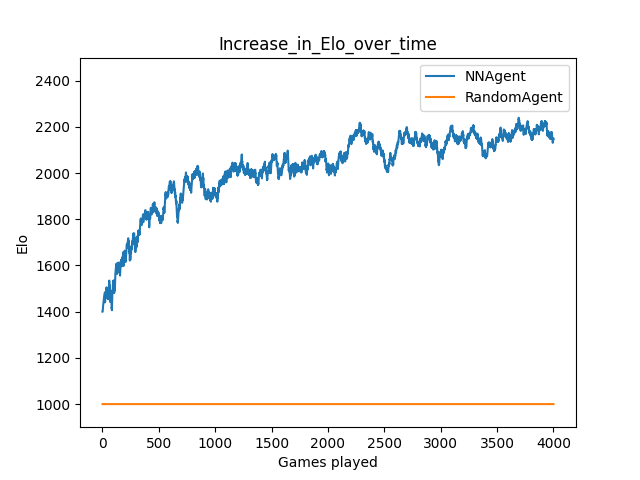 Increase_in_Elo_over_time
NNAgent
RandomAgent
Elo
2400
2200
2000
1800
1600
1400
1200
1000
0 500 1000 1500 2000 2500 3000 3500 4000
Games played